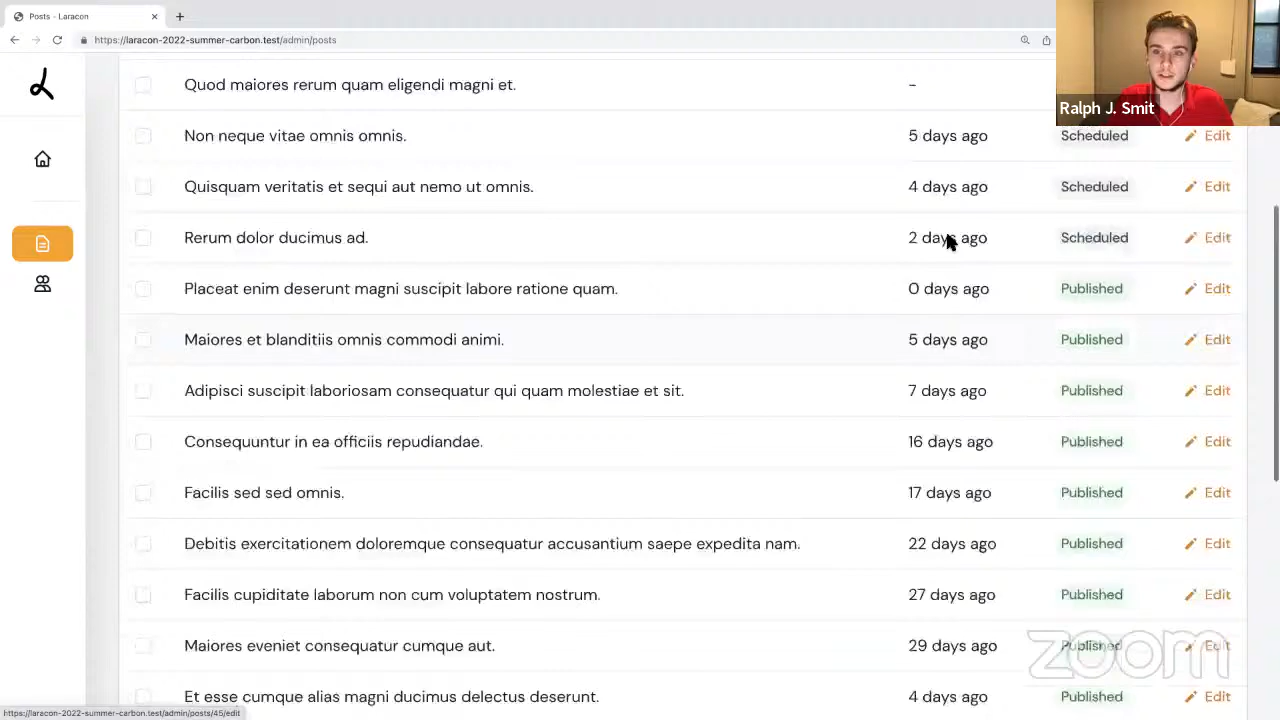 Posts - Laracon
https://laracon-2022-summer-carbon.test/admin/posts
Ralph J. Smit
Quod maiores rerum quam eligendi magni et. -
Non neque vitae omnis omnis. 5 days ago Scheduled Edit
Quisquam veritatis et sequi aut nemo ut omnis. 4 days ago Scheduled Edit
Rerum dolor ducimus ad. 2 days ago Scheduled Edit
Placeat enim deserunt magni suscipit labore ratione quam. 0 days ago Published Edit
Maiores et blanditiis omnis commodi animi. 5 days ago Published Edit
Adipisci suscipit laboriosam consequatur qui quam molestiae et sit. 7 days ago Published Edit
Consequuntur in ea officiis repudiandae. 16 days ago Published Edit
Facilis sed sed omnis. 17 days ago Published Edit
Debitis exercitationem doloremque consequatur accusantium saepe expedita nam. 22 days ago Published Edit
Facilis cupiditate laborum non cum voluptatem nostrum. 27 days ago Published Edit
Maiores eveniet consequatur cumque aut. 29 days ago Published Edit
zoom
Et esse cumque alias magni ducimus delectus deserunt. 4 days ago Published Edit
https://laracon-2022-summer-carbon.test/admin/posts/45/edit